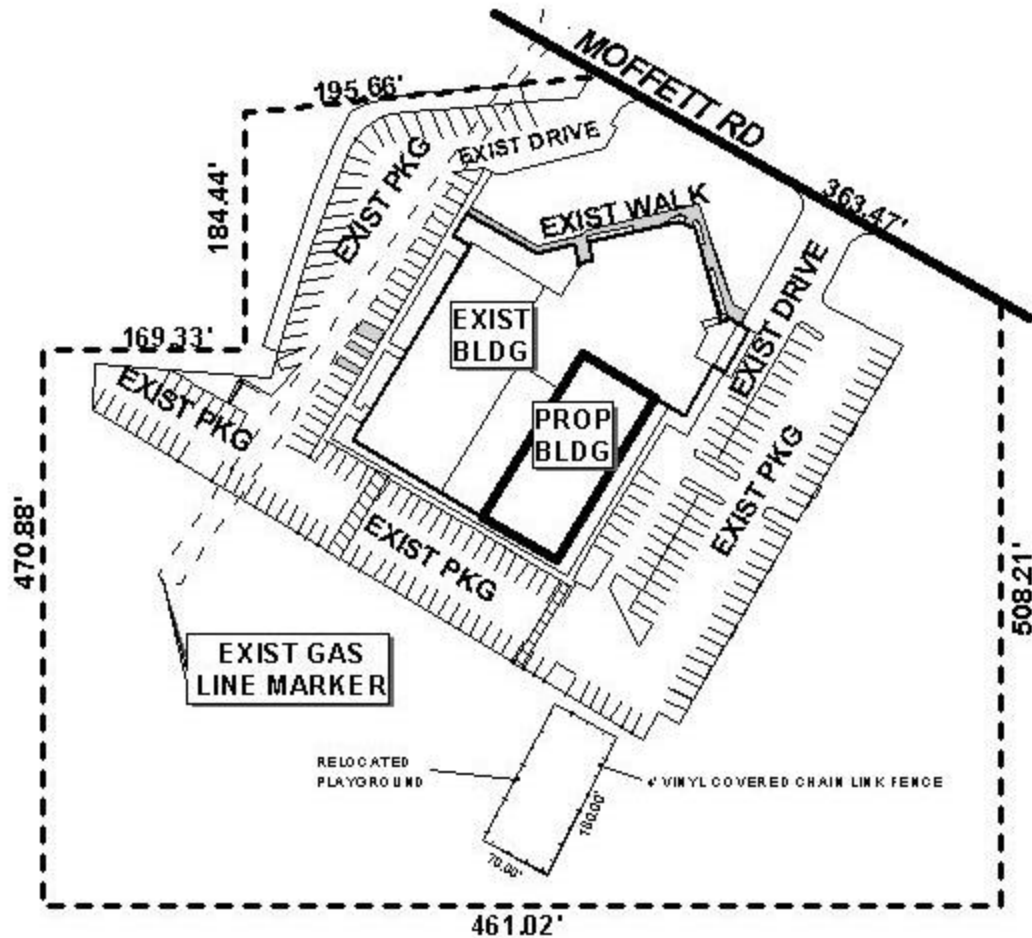 MOFFETT RD
195.66'
EXIST DRIVE
EXIST PKG
184.44'
363.47'
EXIST WALK
EXIST DRIVE
EXIST
BLDG
169.33'
EXIST PKG
PROP
BLDG
EXIST PKG
EXIST PKG
470.88'
508.21'
EXIST GAS
LINE MARKER
RELOCATED
PLAYGROUND
4' VINYL COVERED CHAIN LINK FENCE
180.00'
70.00'
461.02'